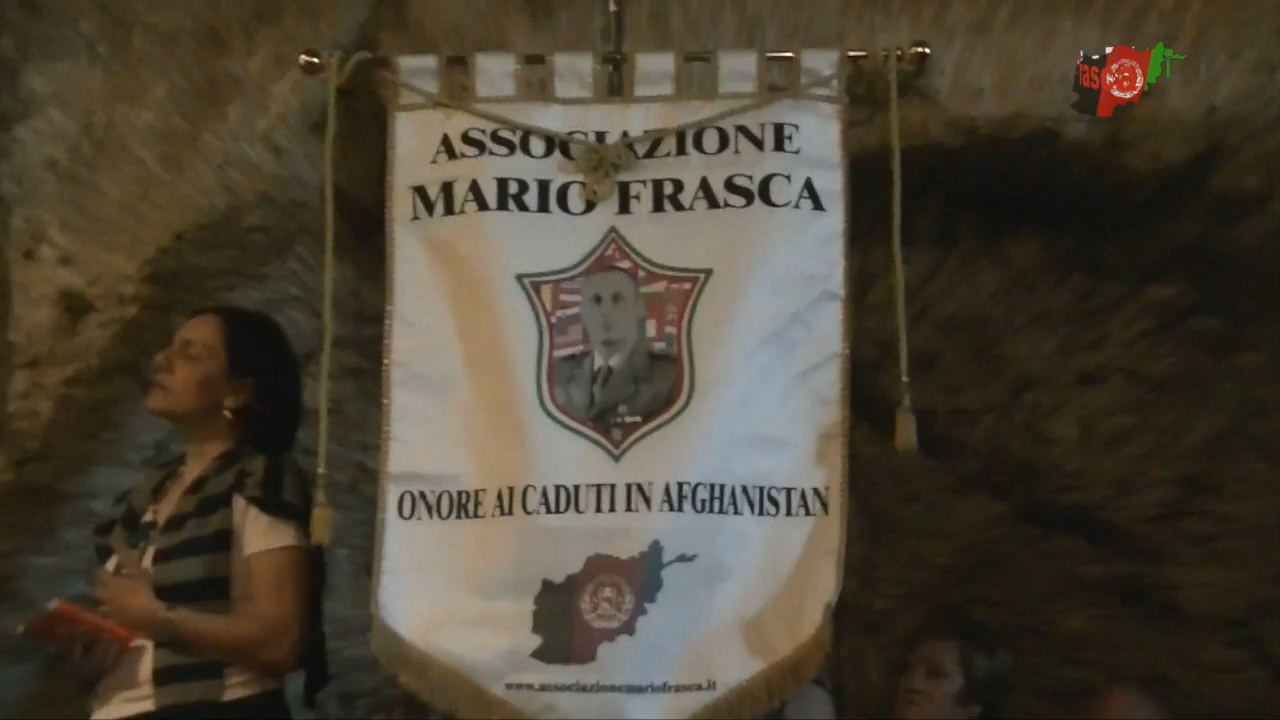 ASSOCIAZIONE
MARIO FRASCA
ONORE AI CADUTI IN AFGHANISTAN
www.associazionemariofrasca.it